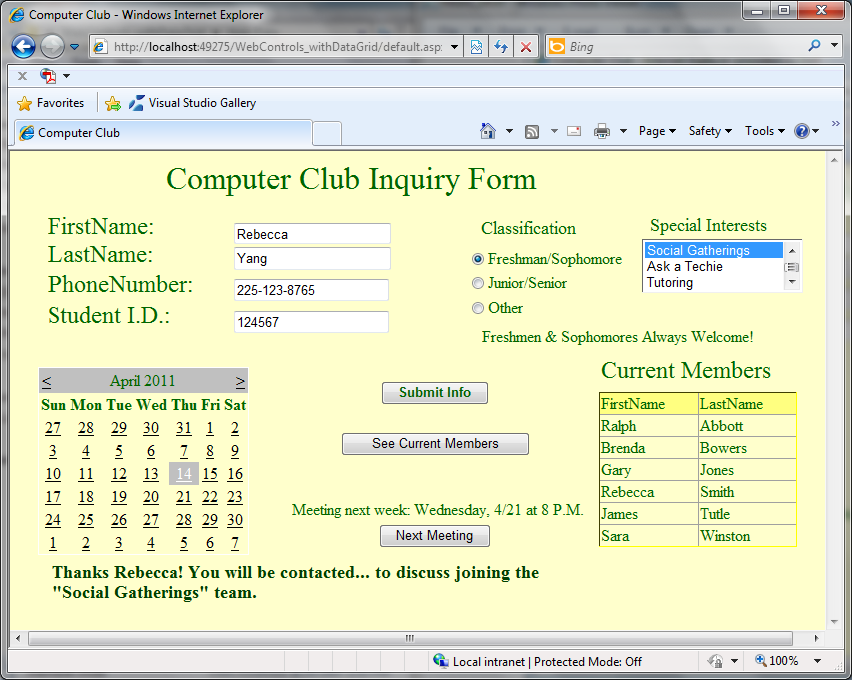 Computer Club - Windows Internet Explorer
http://localhost:49275/WebControls_withDataGrid/default.asp:
Bing
Favorites
Visual Studio Gallery
Computer Club
Page
Safety
Tools
Computer Club Inquiry Form
FirstName: Rebecca
LastName: Yang
PhoneNumber: 225-123-8765
Student I.D.: 124567
Classification
Freshman/Sophomore
Junior/Senior
Other
Freshmen & Sophomores Always Welcome!
Special Interests
Social Gatherings
Ask a Techie
Tutoring
< April 2011 >
Sun Mon Tue Wed Thu Fri Sat
27 28 29 30 31 1 2
3 4 5 6 7 8 9
10 11 12 13 14 15 16
17 18 19 20 21 22 23
24 25 26 27 28 29 30
1 2 3 4 5 6 7
Submit Info
See Current Members
Meeting next week: Wednesday, 4/21 at 8 P.M.
Next Meeting
Current Members
FirstName LastName
Ralph Abbott
Brenda Bowers
Gary Jones
Rebecca Smith
James Tutle
Sara Winston
Thanks Rebecca! You will be contacted... to discuss joining the
"Social Gatherings" team.
Local intranet | Protected Mode: Off
100%